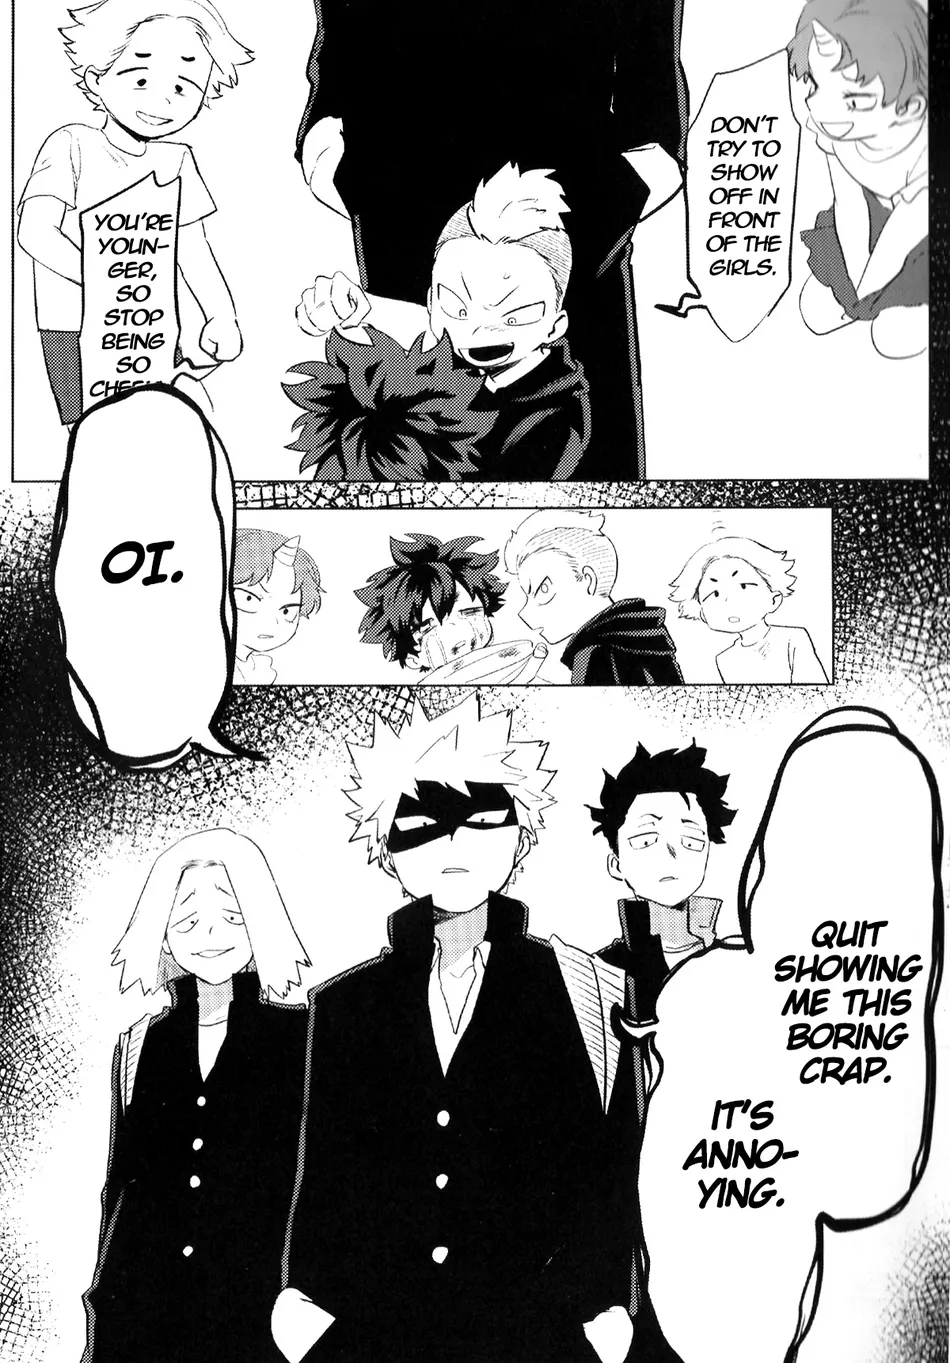 DON'T
TRY TO
SHOW
OFF IN
FRONT
OF THE
GIRLS.
YOU'RE
YOUN-
GER,
SO
STOP
BEING
SO
OI.
QUIT
SHOWING
ME THIS
BORING
CRAP.
IT'S
ANNO-
YING.